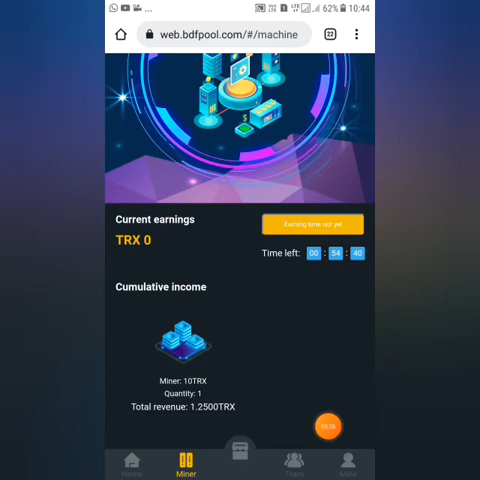 62% 10:44
web.bdfpool.com/#/machine
22
Current earnings
Earning time not yet
TRX 0
Time left: 00 : 54 : 40
Cumulative income
Miner: 10TRX
Quantity: 1
Total revenue: 1.2500TRX
Home
Miner
Team
Mine